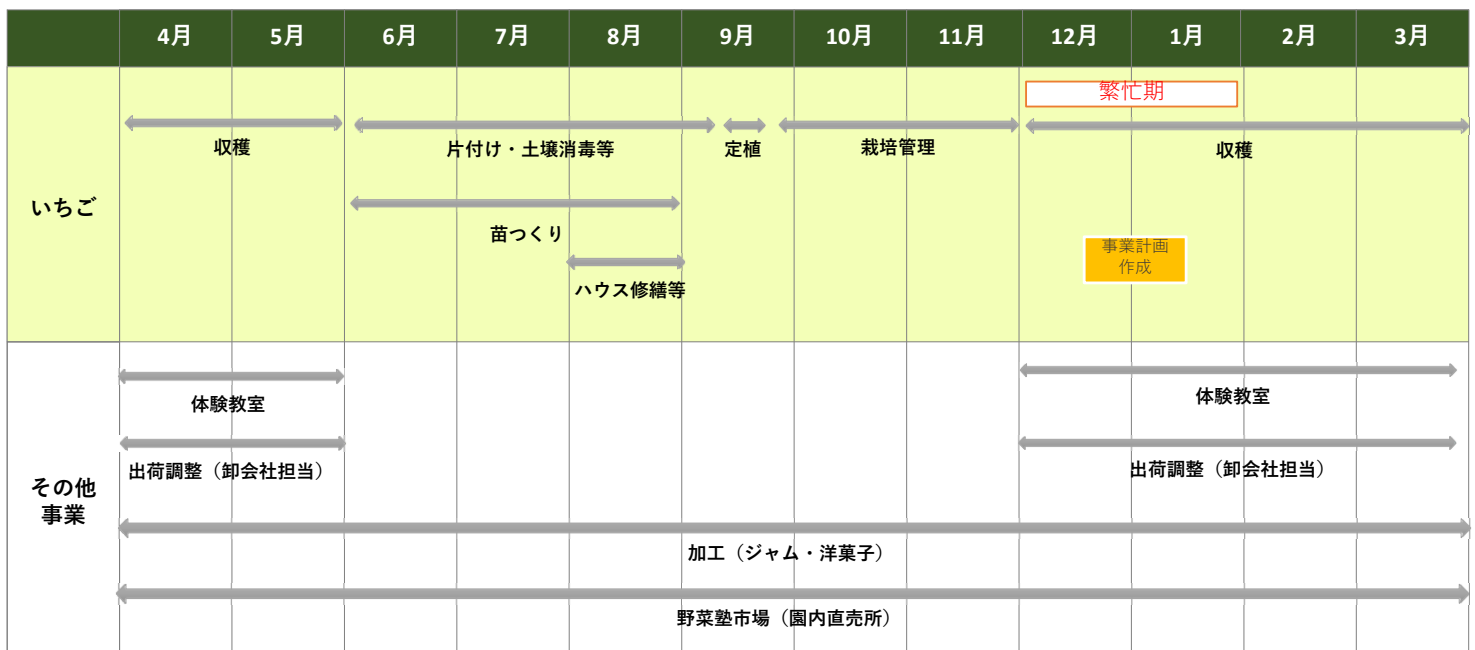 4月 5月 6月 7月 8月 9月 10月 11月 12月 1月 2月 3月
いちご
繁忙期
収穫
片付け・土壌消毒等
定植
栽培管理
収穫
苗つくり
ハウス修繕等
事業計画
作成
その他
事業
体験教室
体験教室
出荷調整（卸会社担当）
出荷調整（卸会社担当）
加工（ジャム・洋菓子）
野菜塾市場（園内直売所）